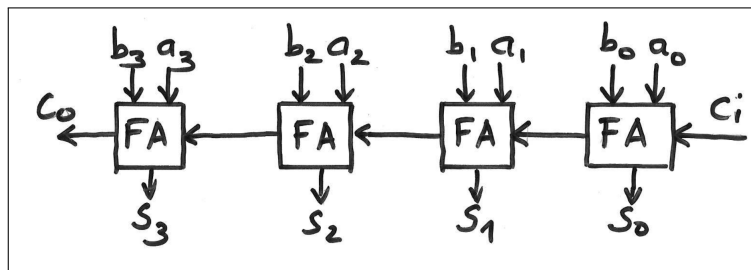 b3 a3 b2 a2 b1 a1 b0 a0
Co FA FA FA FA Ci
S3 S2 S1 S0